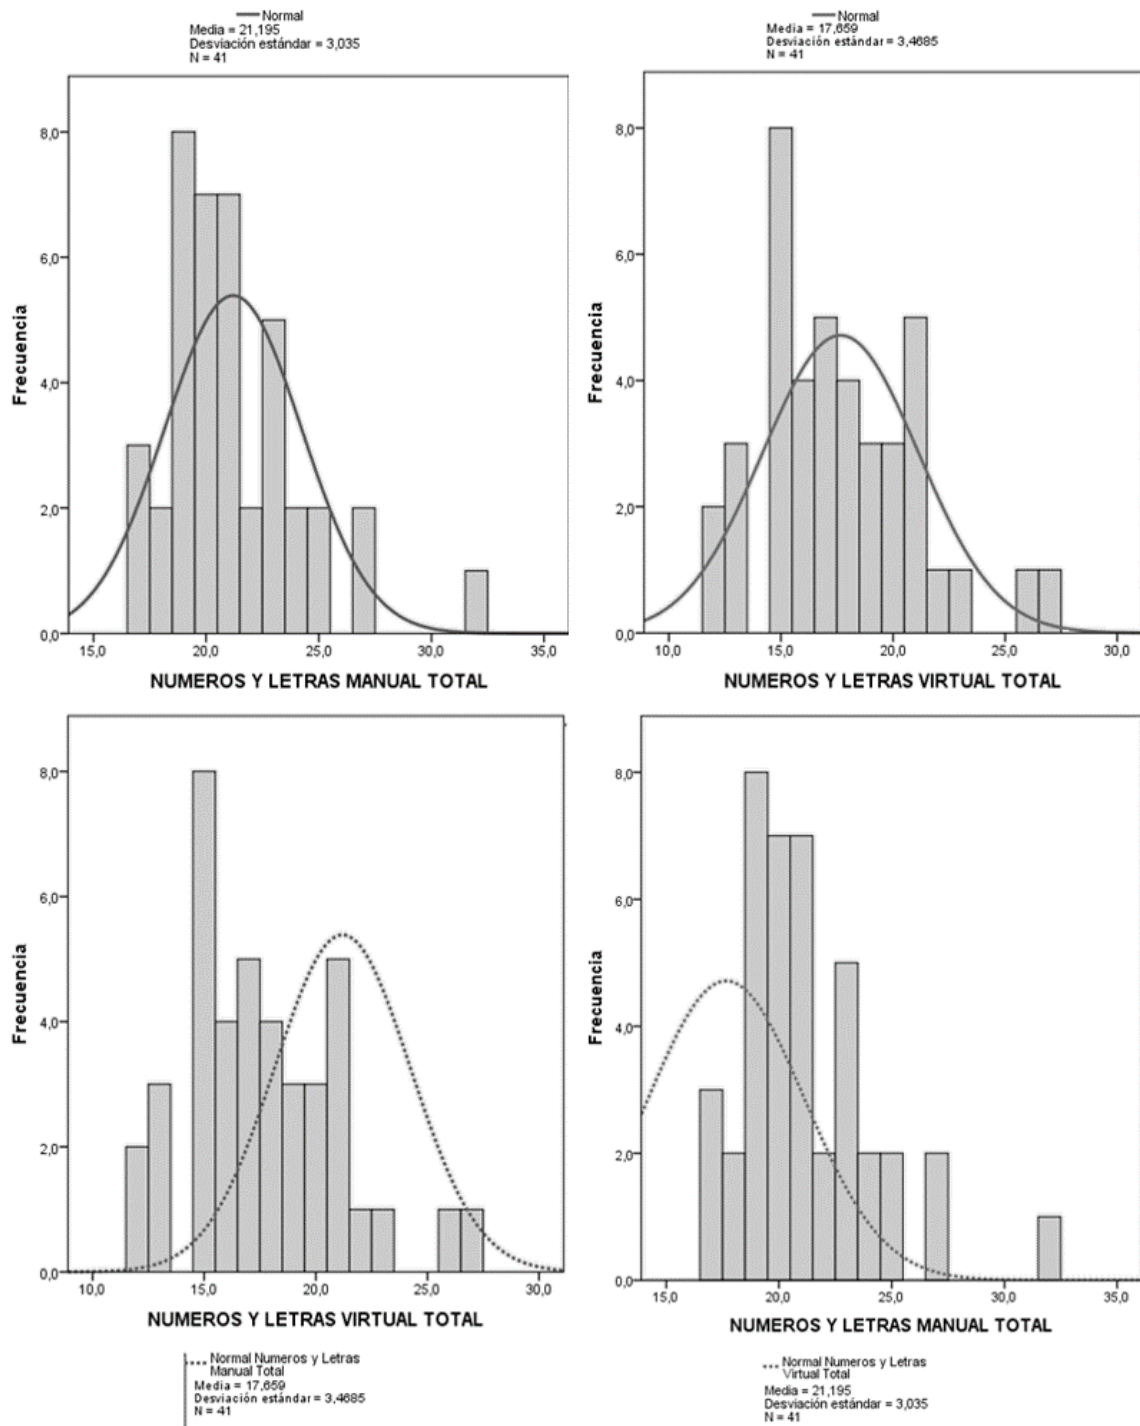 Normal
Media = 21,195
Desviación estándar = 3,035
N = 41
8,0
6,0
4,0
2,0
0,0
Frecuencia
15,0 20,0 25,0 30,0 35,0
NUMEROS Y LETRAS MANUAL TOTAL
Normal
Media = 17,659
Desviación estándar = 3,4685
N = 41
8,0
6,0
4,0
2,0
0,0
Frecuencia
10,0 15,0 20,0 25,0 30,0
NUMEROS Y LETRAS VIRTUAL TOTAL
8,0
6,0
4,0
2,0
0,0
Frecuencia
10,0 15,0 20,0 25,0 30,0
NUMEROS Y LETRAS VIRTUAL TOTAL
Normal Numeros y Letras
Manual Total
Media = 17,659
Desviación estándar = 3,4685
N = 41
8,0
6,0
4,0
2,0
0,0
Frecuencia
15,0 20,0 25,0 30,0 35,0
NUMEROS Y LETRAS MANUAL TOTAL
Normal Numeros y Letras
Virtual Total
Media = 21,195
Desviación estándar = 3,035
N = 41